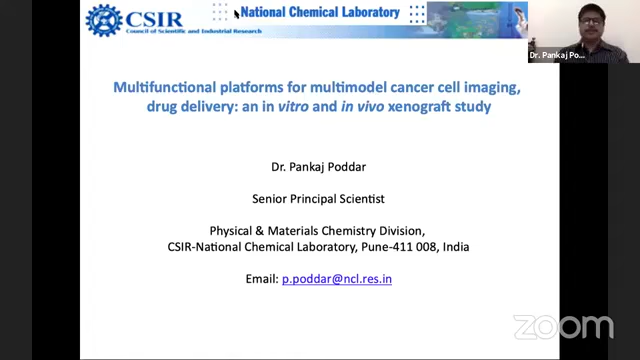 CSIR
Council of Scientific and Industrial Research
National Chemical Laboratory
Dr. Pankaj Po...
Multifunctional platforms for multimodel cancer cell imaging,
drug delivery: an in vitro and in vivo xenograft study
Dr. Pankaj Poddar
Senior Principal Scientist
Physical & Materials Chemistry Division,
CSIR-National Chemical Laboratory, Pune-411 008, India
Email: p.poddar@ncl.res.in
zoom